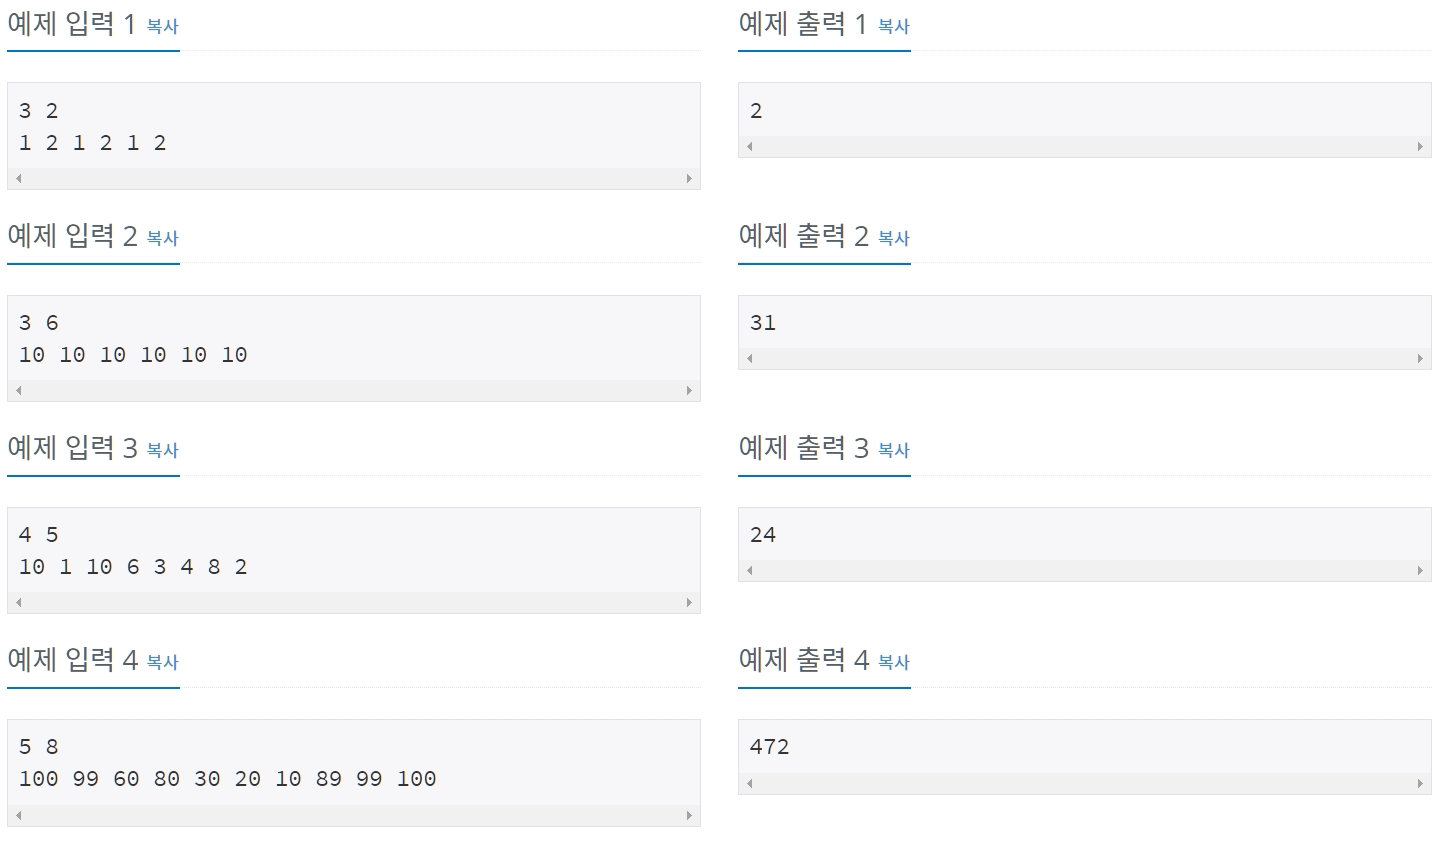 예제 입력 1 복사
3 2
1 2 1 2 1 2
예제 출력 1 복사
2
예제 입력 2 복사
3 6
10 10 10 10 10 10
예제 출력 2 복사
31
예제 입력 3 복사
4 5
10 1 10 6 3 4 8 2
예제 출력 3 복사
24
예제 입력 4 복사
5 8
100 99 60 80 30 20 10 89 99 100
예제 출력 4 복사
472